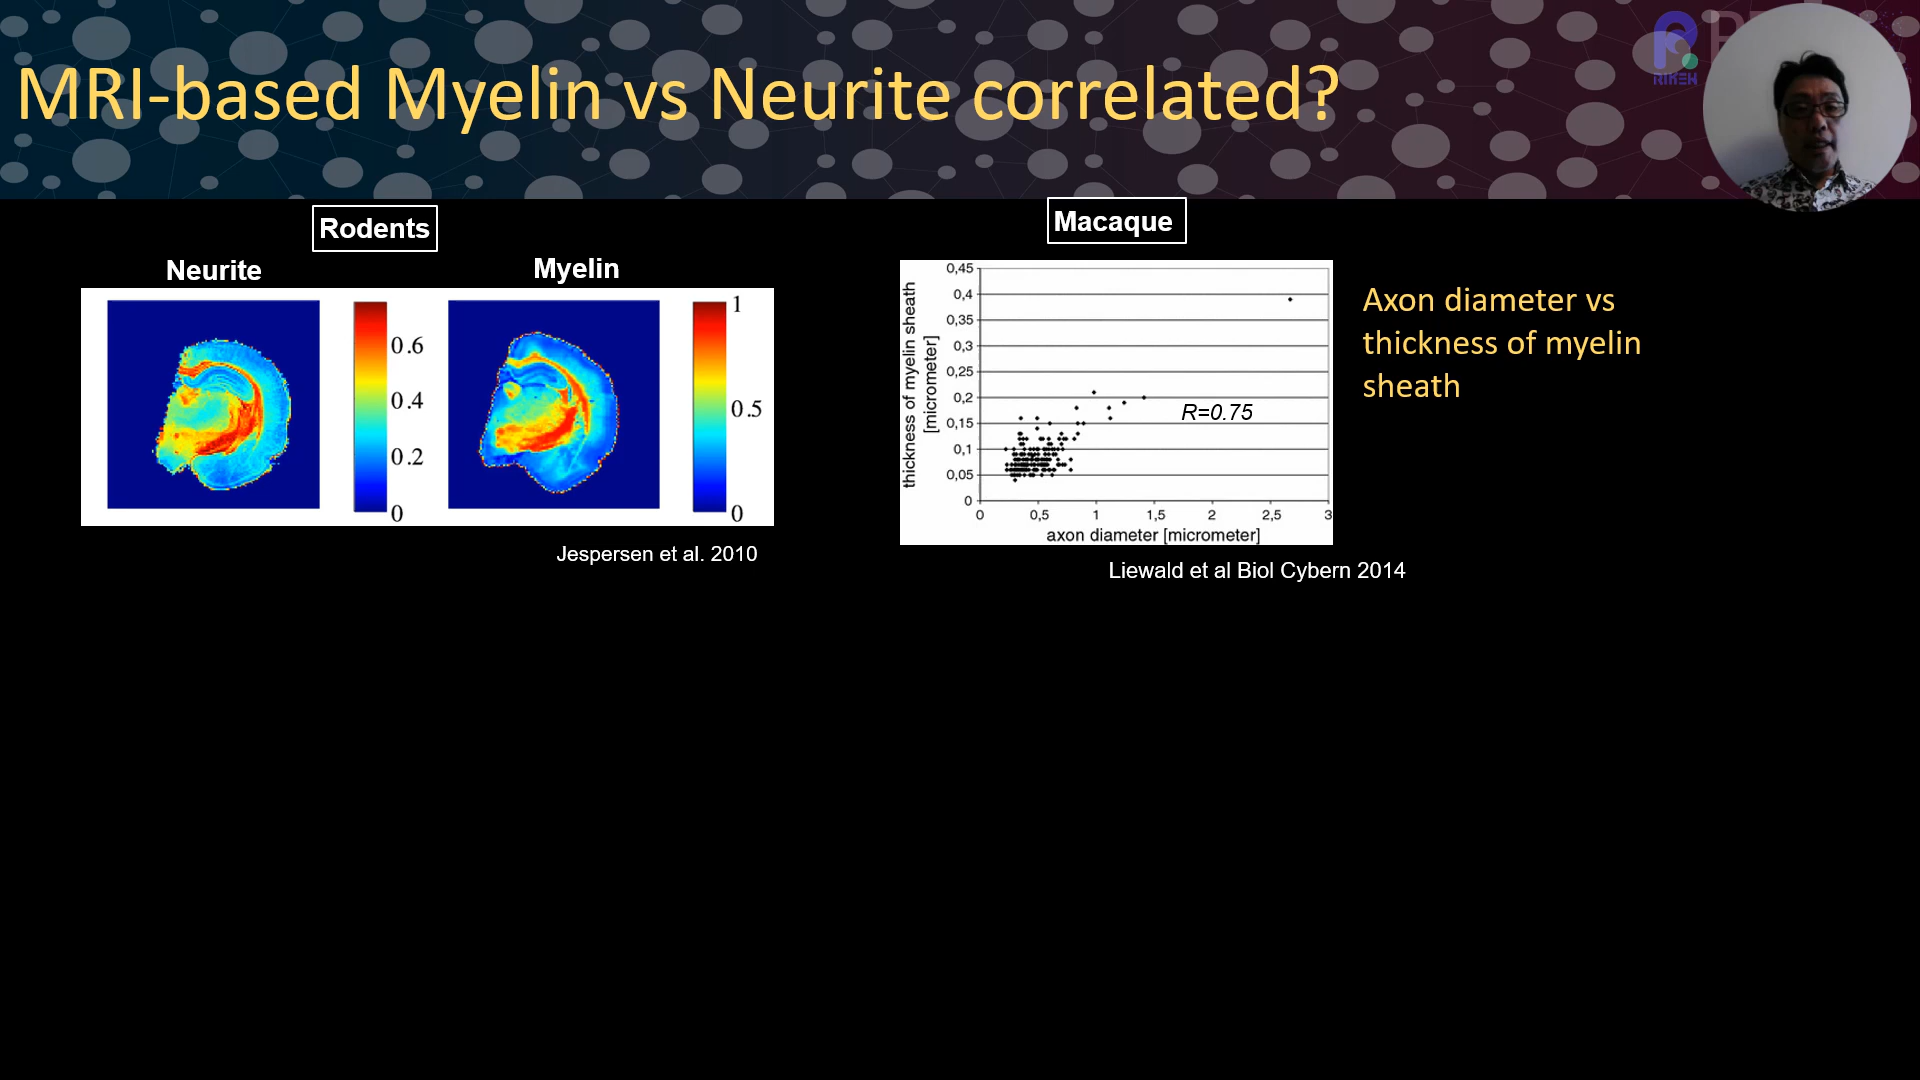 MRI-based Myelin vs Neurite correlated?
RIKEN
Rodents
Neurite
Myelin
0.6
0.4
0.2
0
1
0.5
0
Jespersen et al. 2010
Macaque
thickness of myelin sheath
[micrometer]
0,45
0,4
0,35
0,3
0,25
0,2
0,15
0,1
0,05
0
R=0.75
0
0,5
1
1,5
2
2,5
3
axon diameter [micrometer]
Liewald et al Biol Cybern 2014
Axon diameter vs
thickness of myelin
sheath